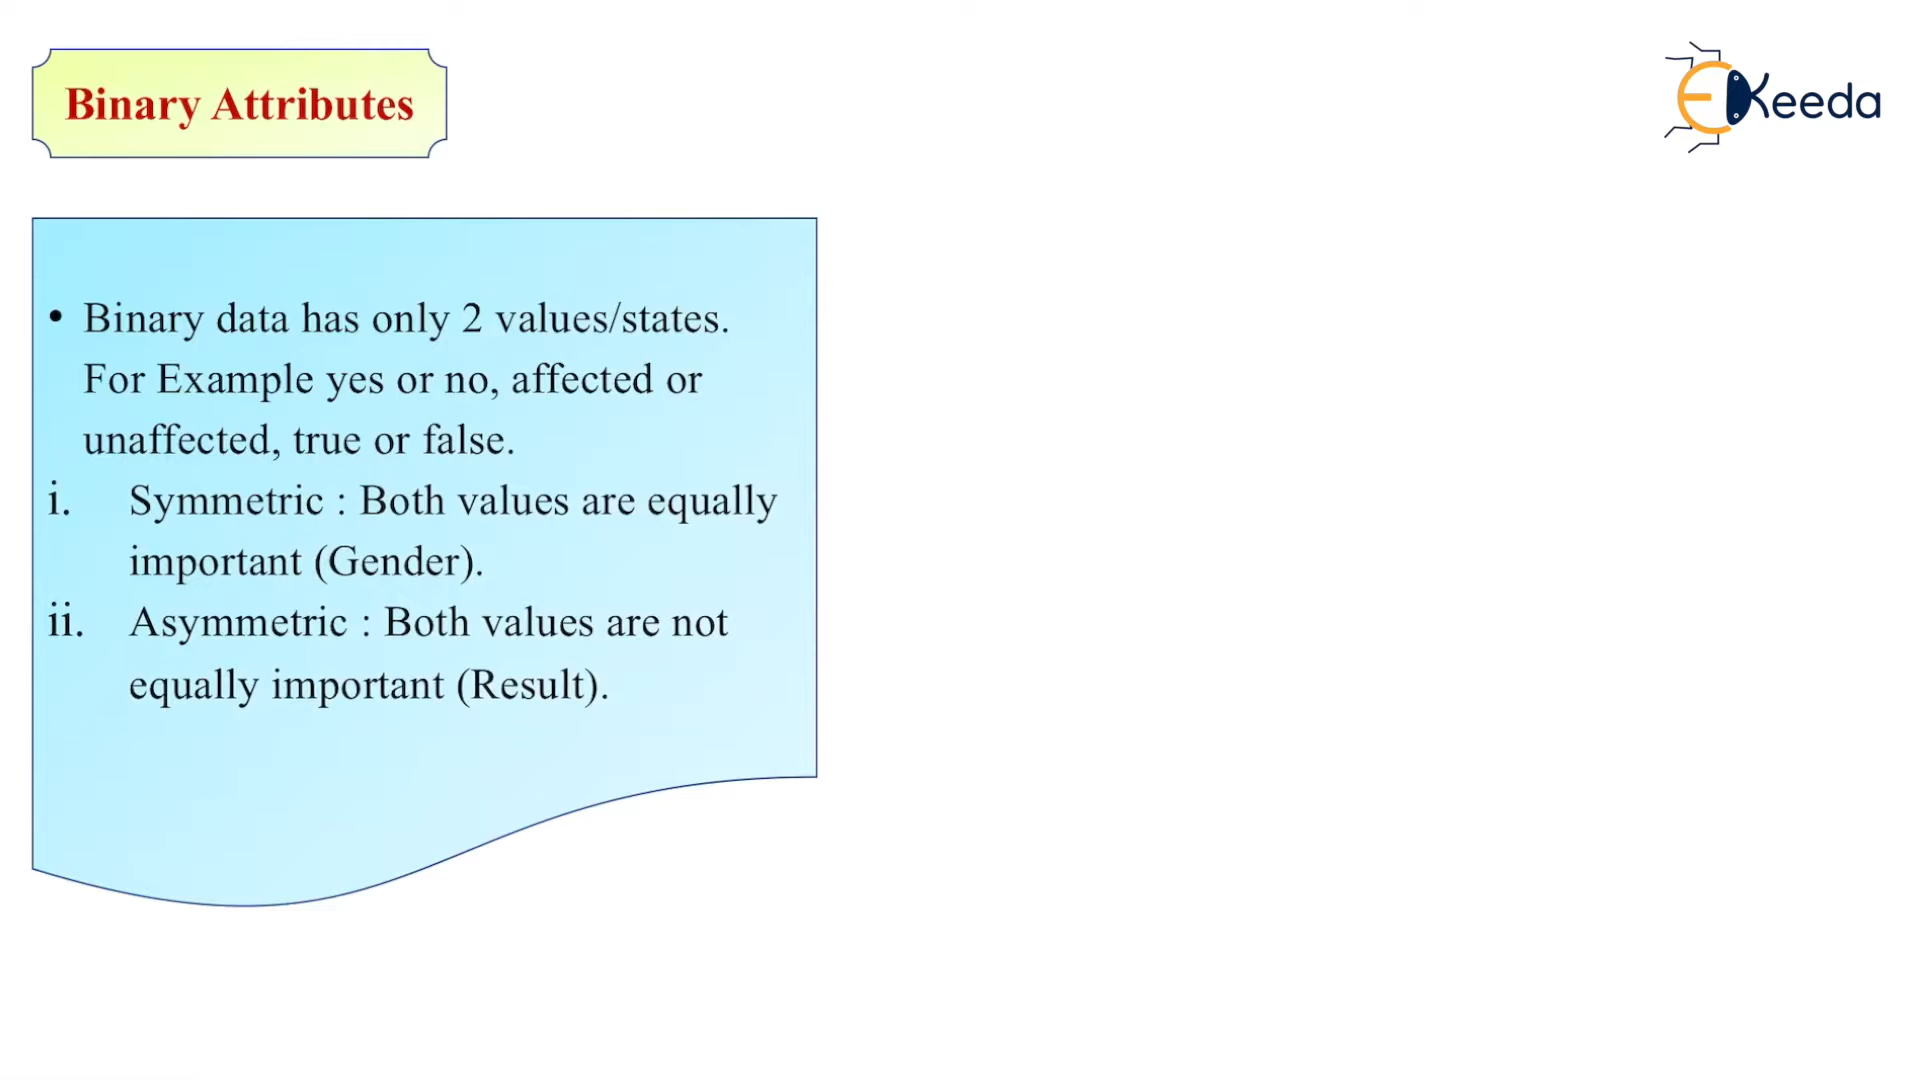 Binary Attributes
EKeeda
• Binary data has only 2 values/states.
For Example yes or no, affected or
unaffected, true or false.
i. Symmetric : Both values are equally
important (Gender).
ii. Asymmetric : Both values are not
equally important (Result).